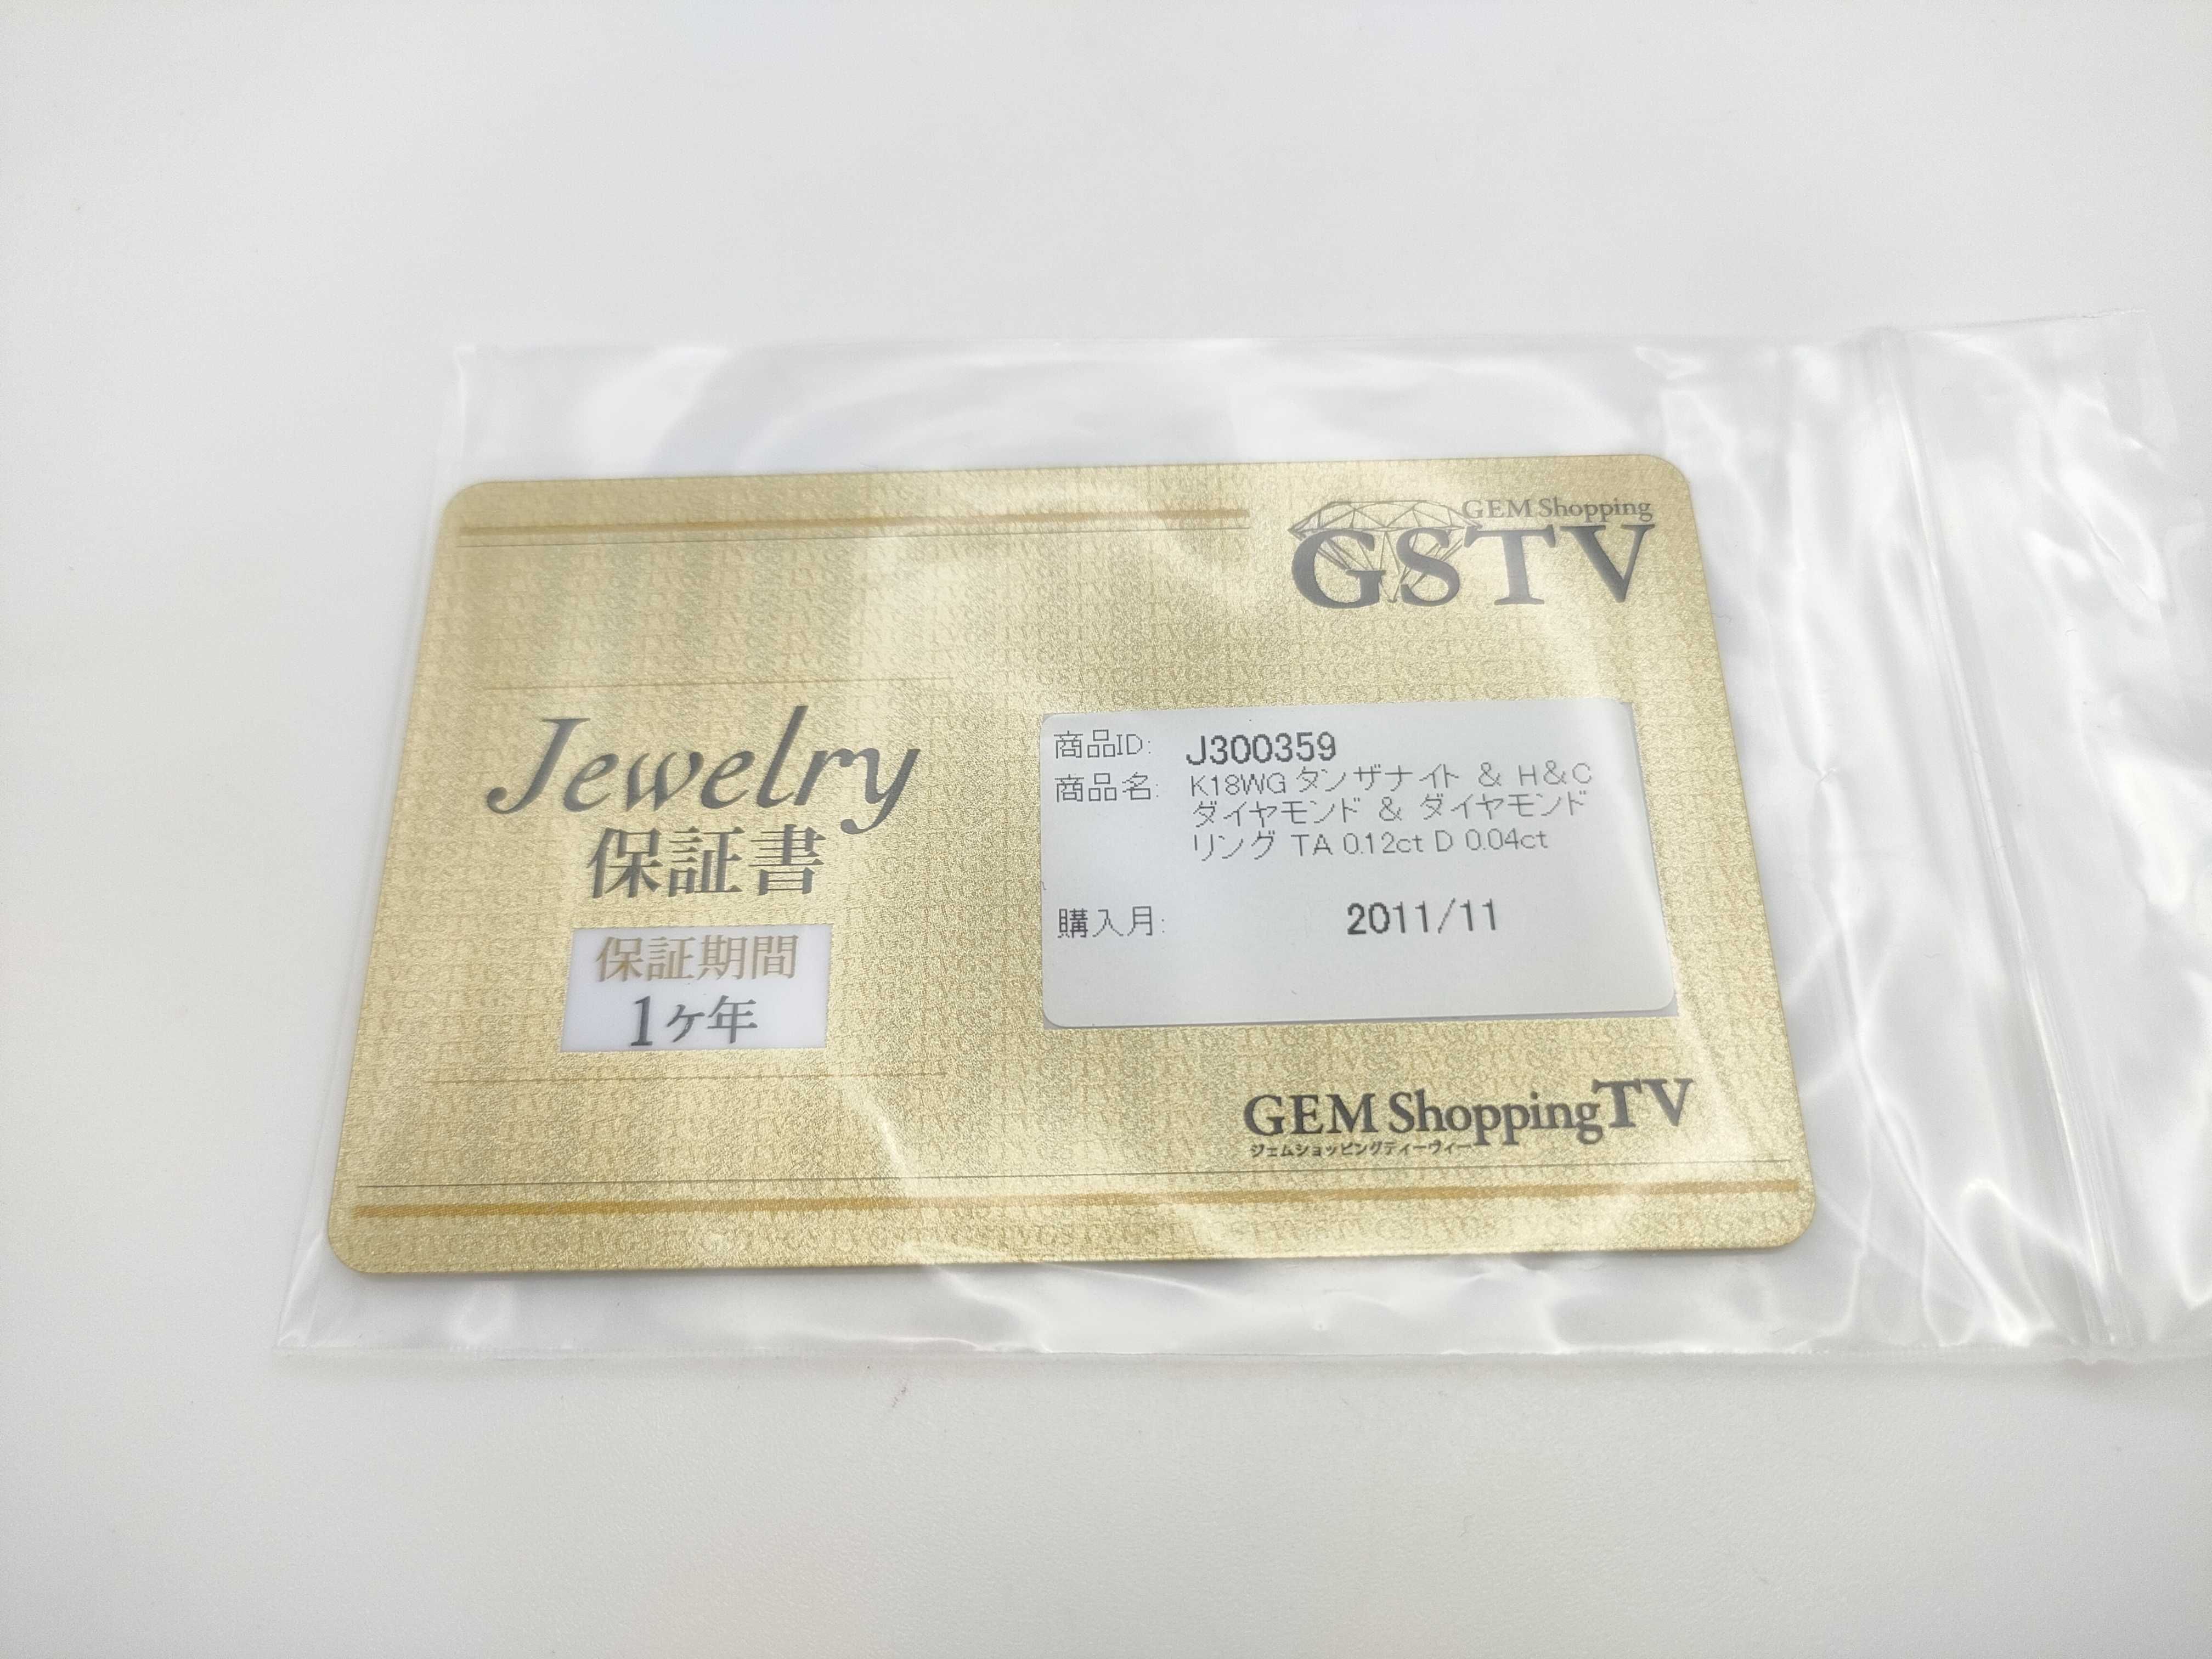 GEM Shopping
GSTV
Jewelry
保証書
保証期間
1ヶ年
商品ID: J300359
商品名: K18WG タンザナイト & H&C
ダイヤモンド & ダイヤモンド
リング TA 0.12ct D 0.04ct
購入月: 2011/11
GEM ShoppingTV
ジェムショッピングティーヴィー